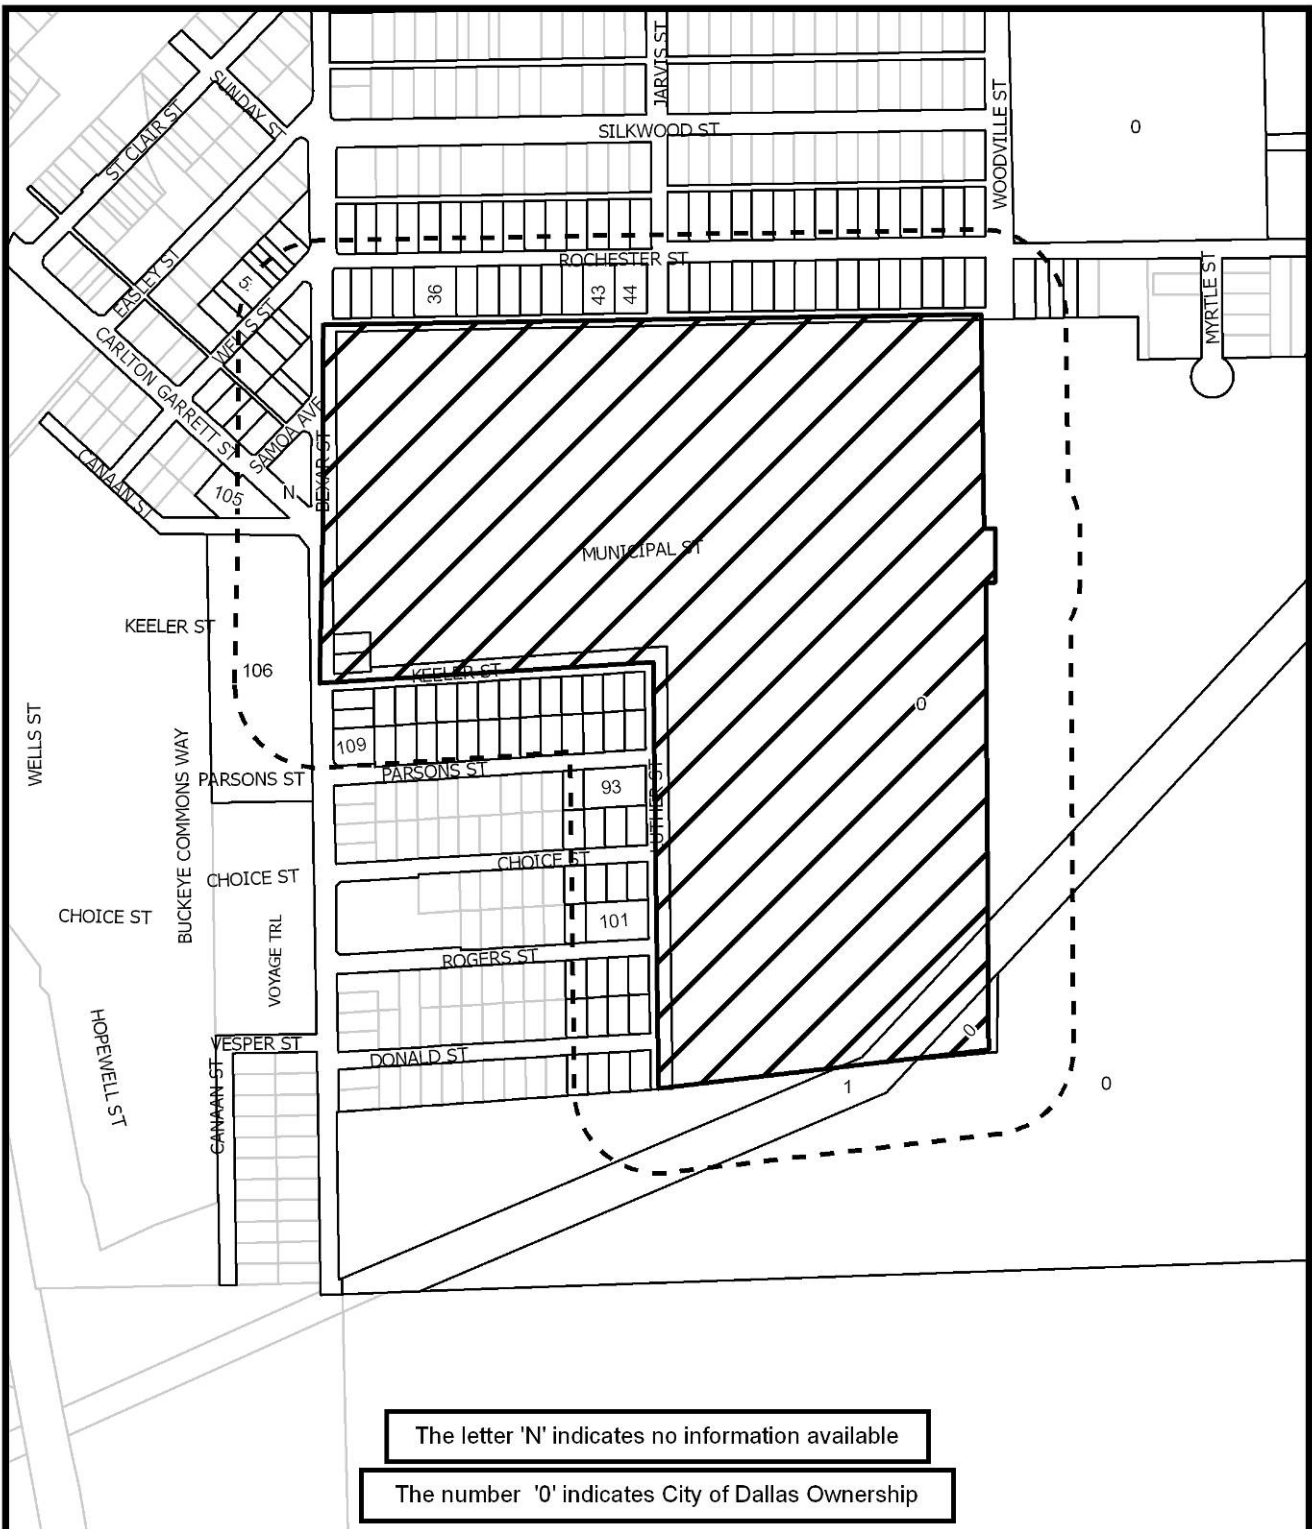 JARVIS ST
SUNDAY ST
ST CLAIR ST
SILKWOOD ST
WOODVILLE ST
0
ROCHESTER ST
EASLEY ST
5
36
43
44
MYRTLE ST
WELLS ST
CARLTON GARRETT ST
SAMOA AVE
BEXAR ST
CANAAN ST
105
N
MUNICIPAL ST
KEELER ST
106
KEELER ST
0
WELLS ST
109
BUCKEYE COMMONS WAY
PARSONS ST
PARSONS ST
93
LUTHER ST
CHOICE ST
CHOICE ST
CHOICE ST
101
VOYAGE TRL
ROGERS ST
HOPEWELL ST
VESPER ST
DONALD ST
0
CANAAN ST
1
0
The letter 'N' indicates no information available
The number '0' indicates City of Dallas Ownership